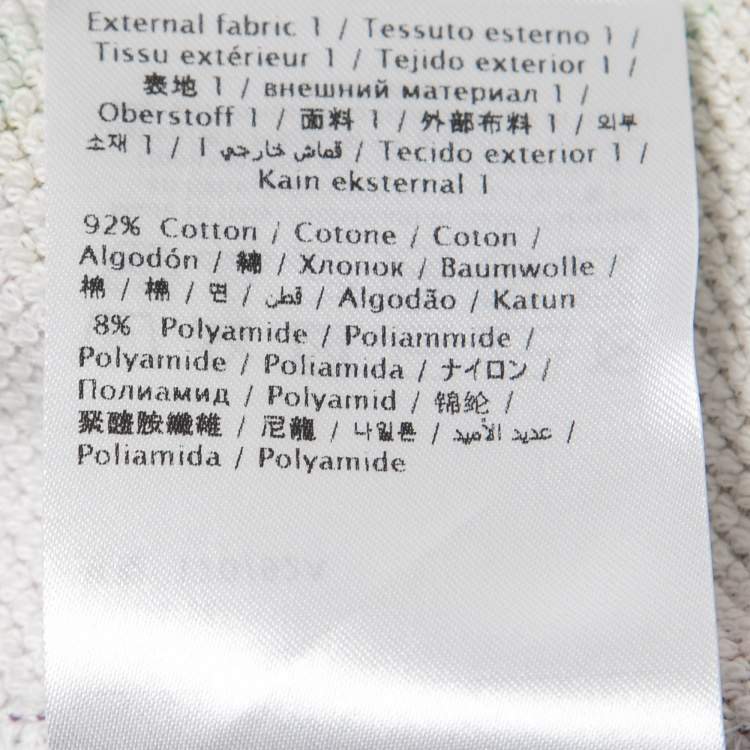 External fabric 1 / Tessuto esterno 1 /
Tissu extérieur 1 / Tejido exterior 1 /
表地 1 / внешний материал 1 /
Oberstoff 1 / 面料 1 / 外部布料 1 / 외부
소재 1 / قماش خارجي 1 / Tecido exterior 1 /
Kain eksternal 1
92% Cotton / Cotone / Coton /
Algodón / 綿 / Хлопок / Baumwolle /
棉 / 棉 / 면 / قطن / Algodão / Katun
8% Polyamide / Poliammide /
Polyamide / Poliamida / ナイロン /
Полиамид / Polyamid / 锦纶 /
聚醯胺纖維 / 尼龍 / 나일론 / عديد الأميد /
Poliamida / Polyamide